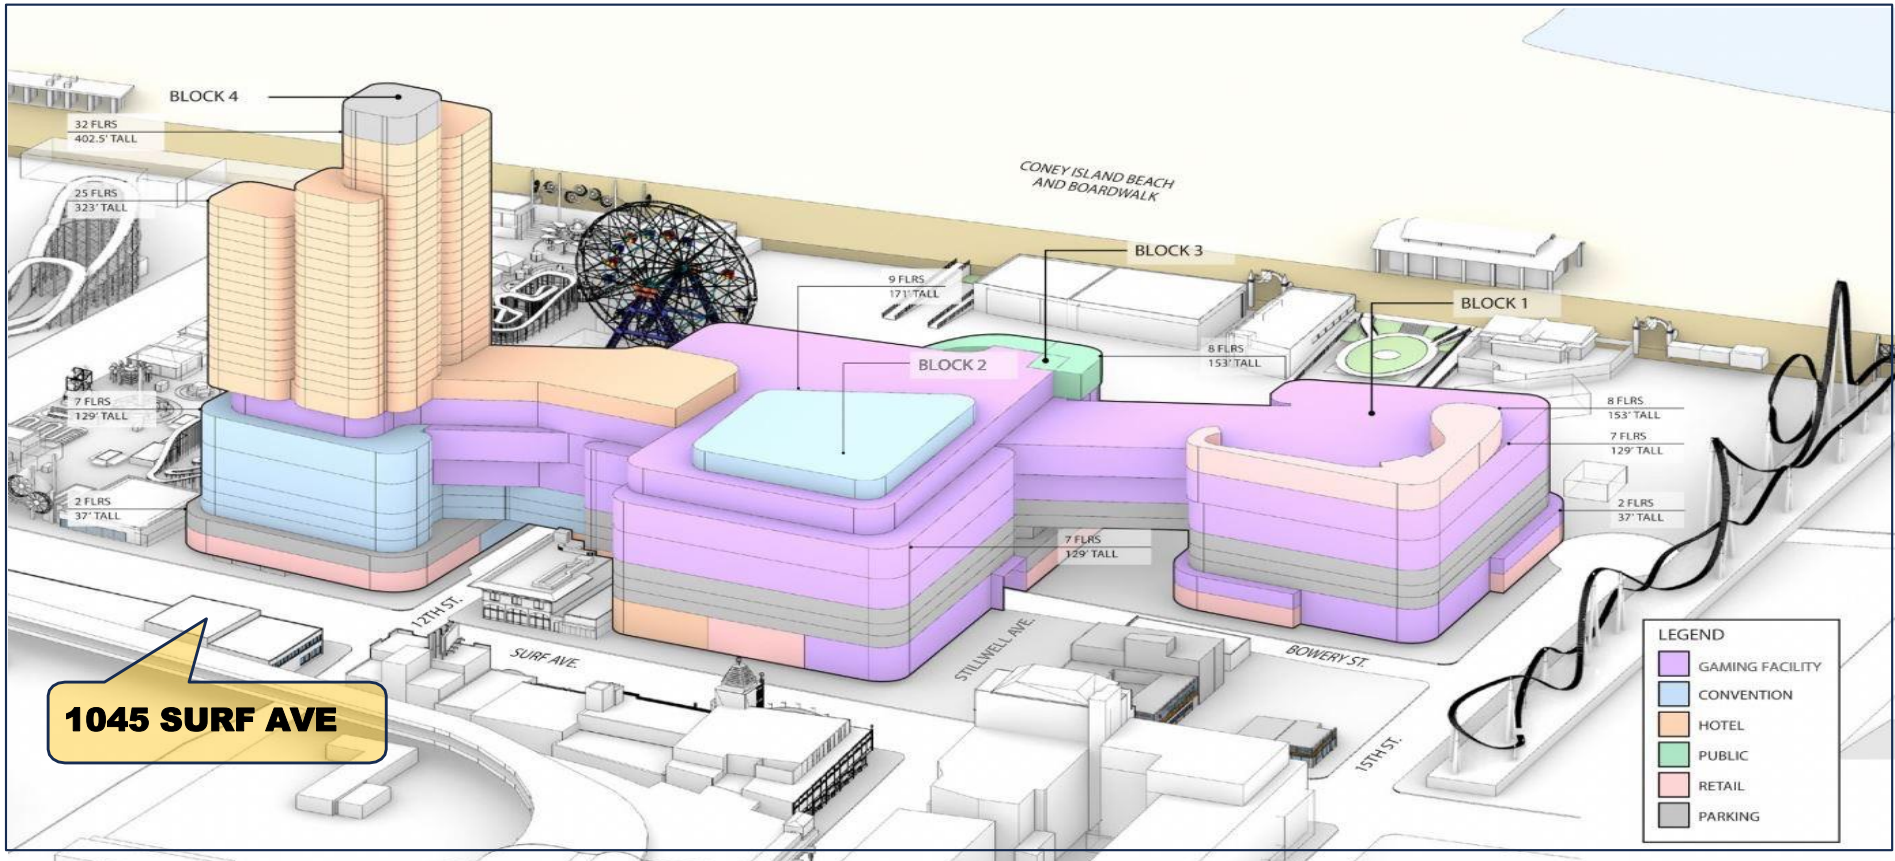 BLOCK 4
32 FLRS
402.5' TALL
25 FLRS
323' TALL
CONEY ISLAND BEACH
AND BOARDWALK
BLOCK 3
9 FLRS
171' TALL
BLOCK 1
8 FLRS
153' TALL
BLOCK 2
7 FLRS
129' TALL
8 FLRS
153' TALL
7 FLRS
129' TALL
2 FLRS
37' TALL
2 FLRS
37' TALL
7 FLRS
129' TALL
12TH ST.
SURF AVE.
STILLWELL AVE.
BOWERY ST.
15TH ST.
1045 SURF AVE
LEGEND
GAMING FACILITY
CONVENTION
HOTEL
PUBLIC
RETAIL
PARKING